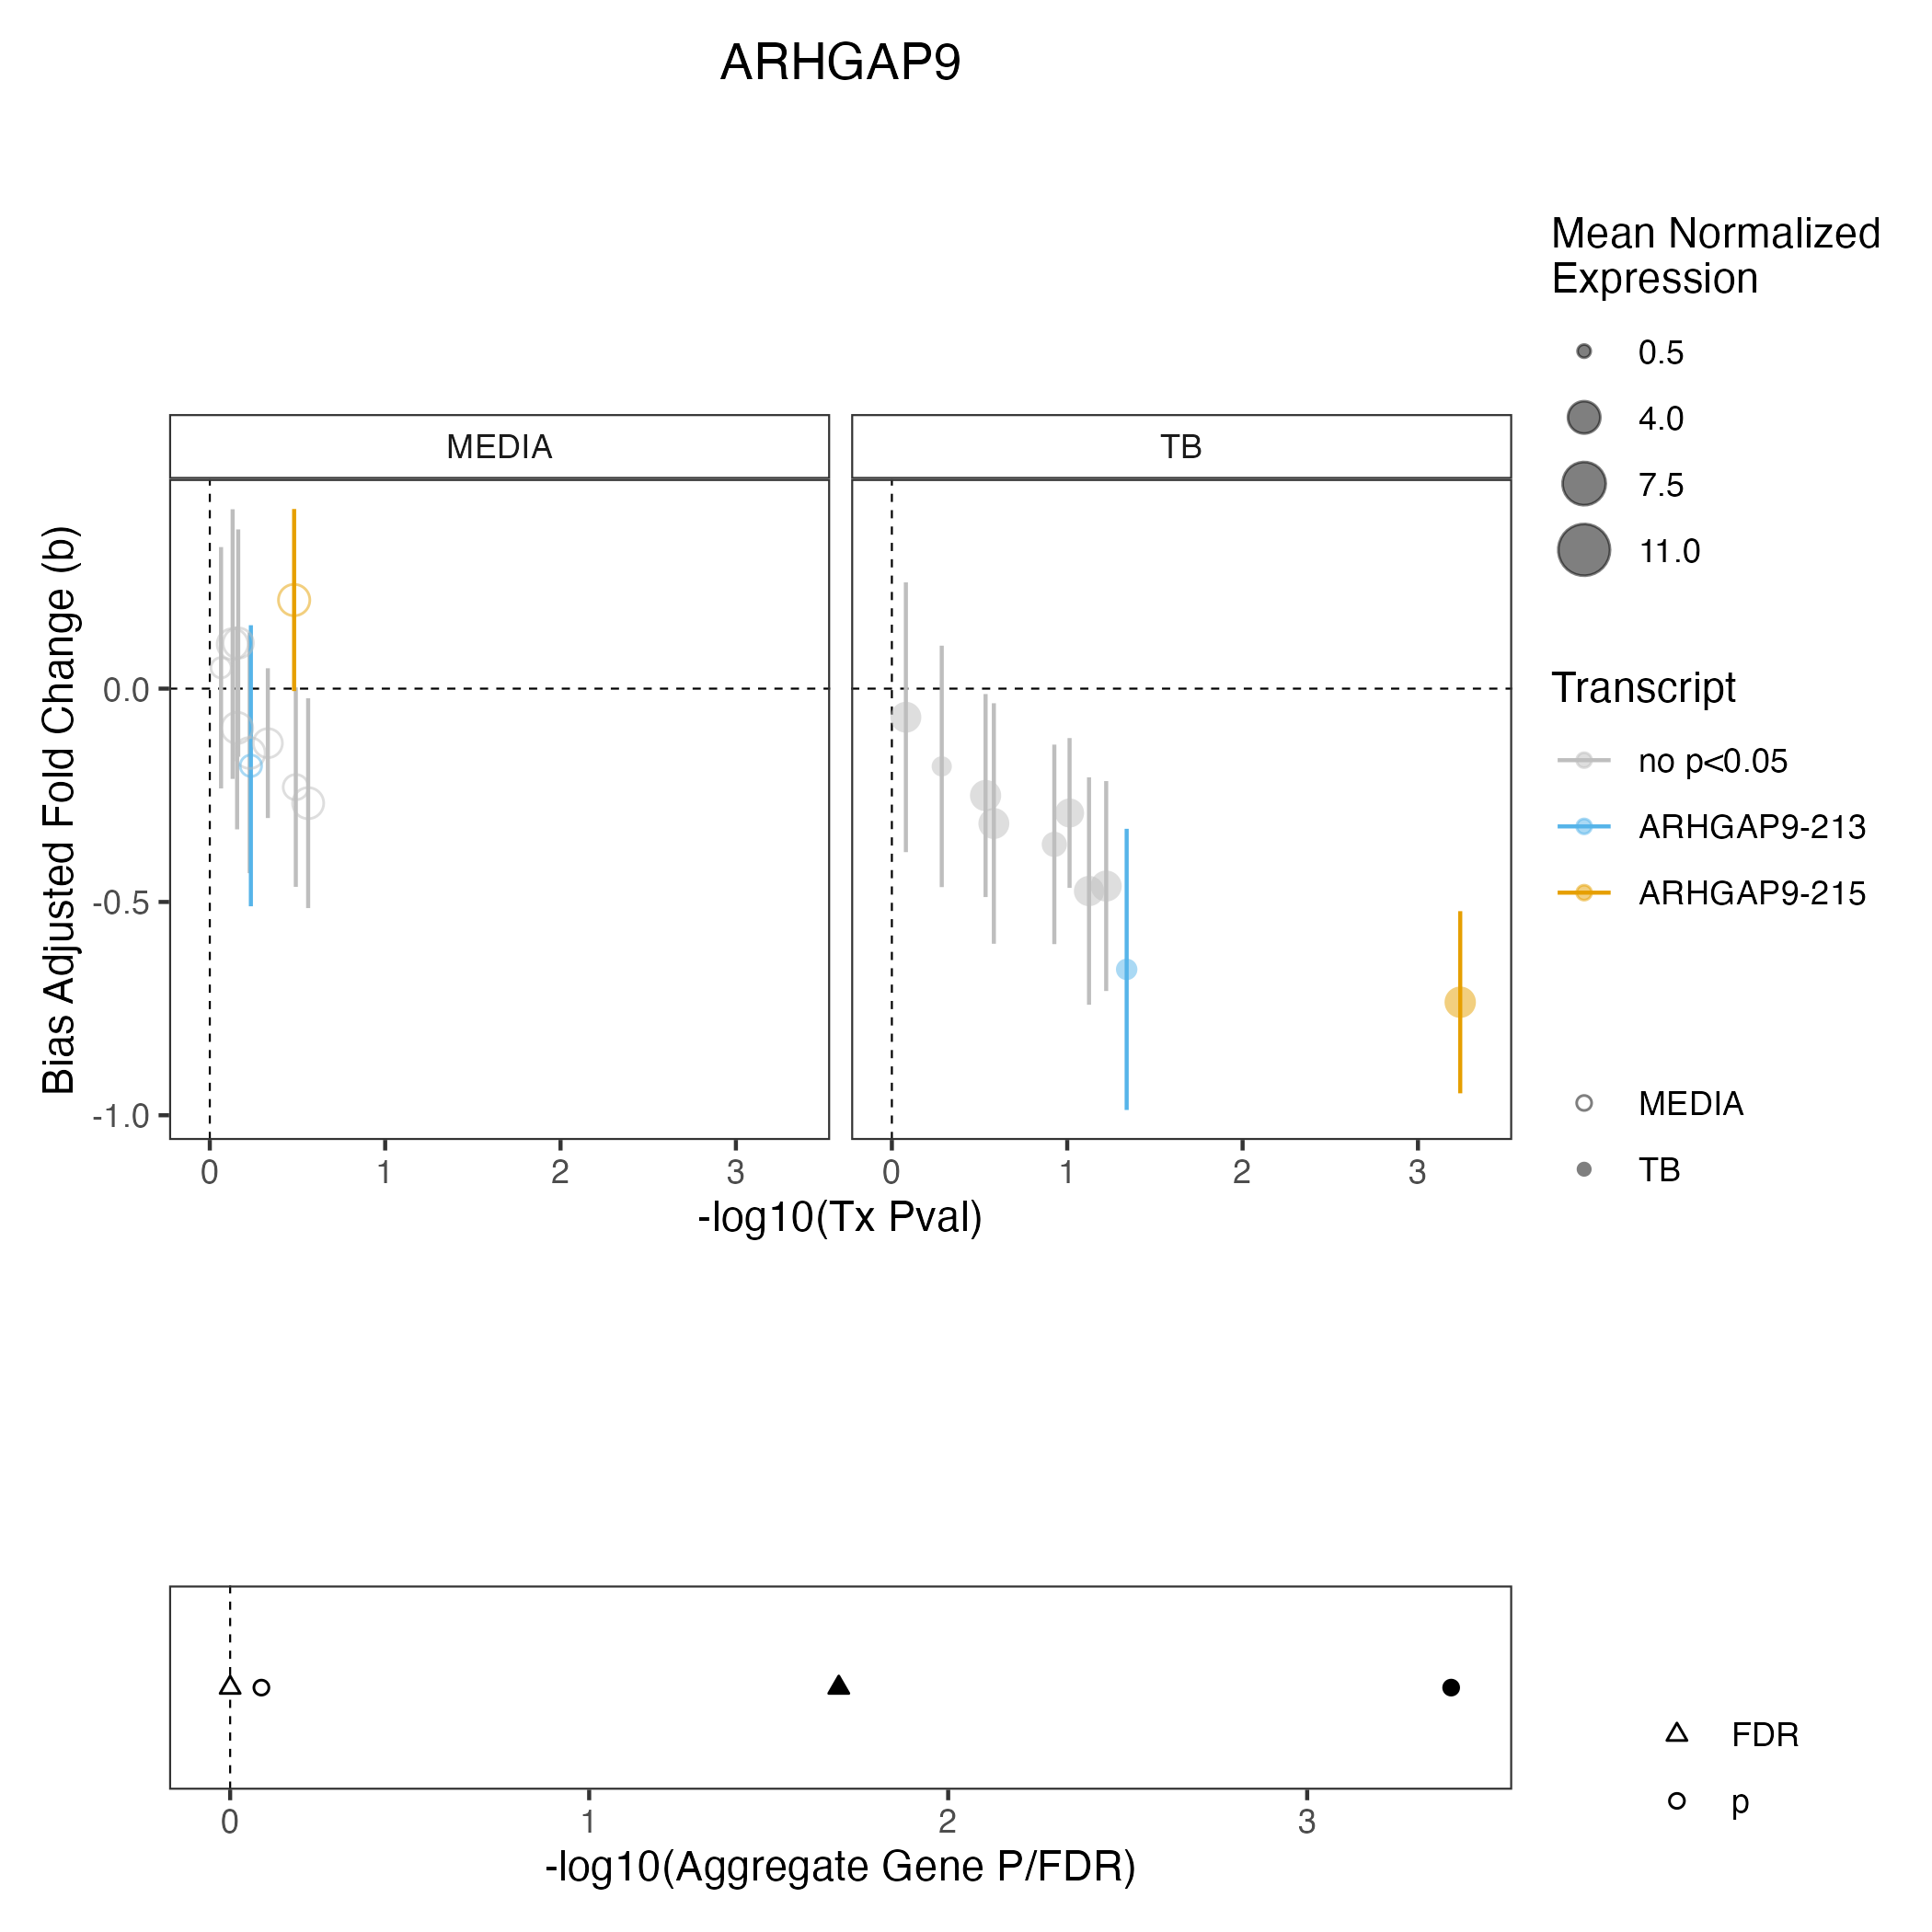 ARHGAP9
MEDIA
TB
Bias Adjusted Fold Change (b)
0.0
-0.5
-1.0
0
1
2
3
0
1
2
3
-log10(Tx Pval)
Mean Normalized
Expression
0.5
4.0
7.5
11.0
Transcript
no p<0.05
ARHGAP9-213
ARHGAP9-215
MEDIA
TB
0
1
2
3
-log10(Aggregate Gene P/FDR)
FDR
p